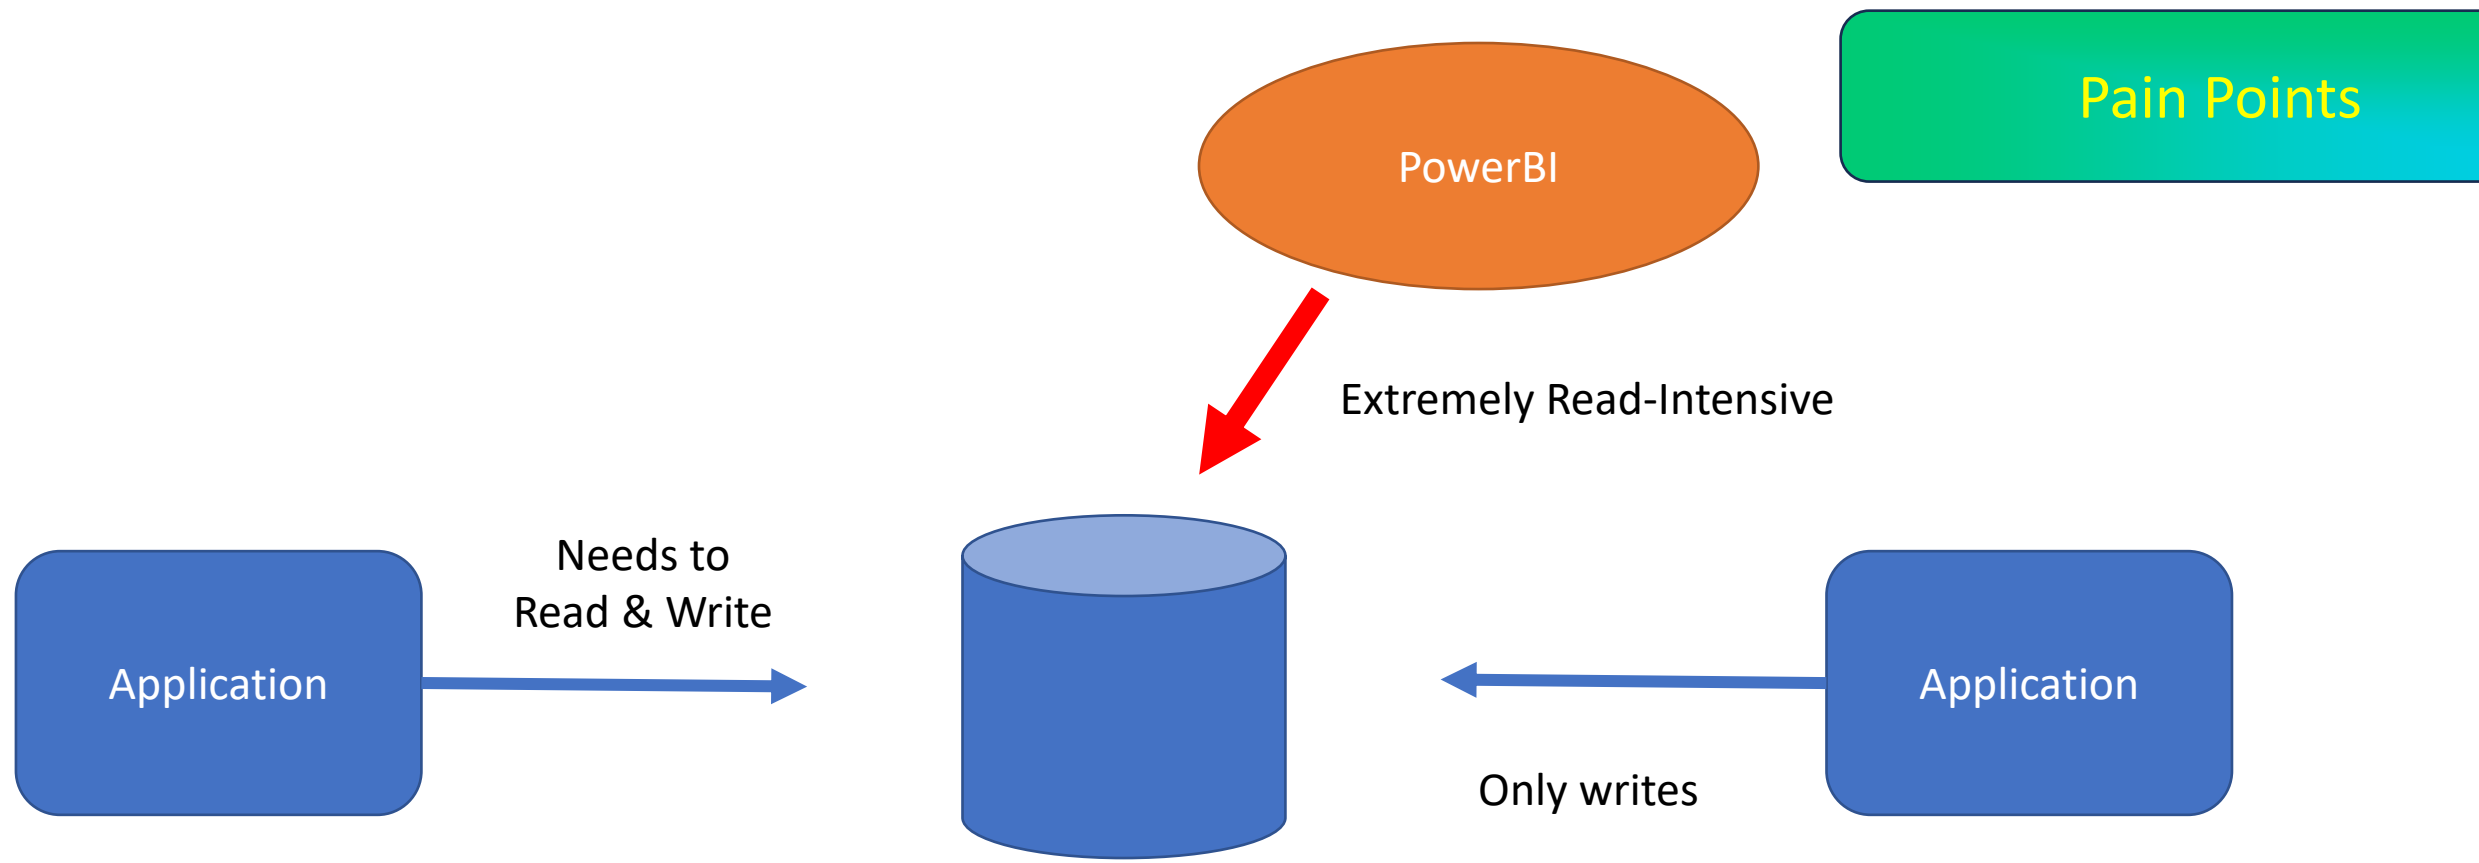 Pain Points
PowerBI
Extremely Read-Intensive
Needs to
Read & Write
Application
Application
Only writes